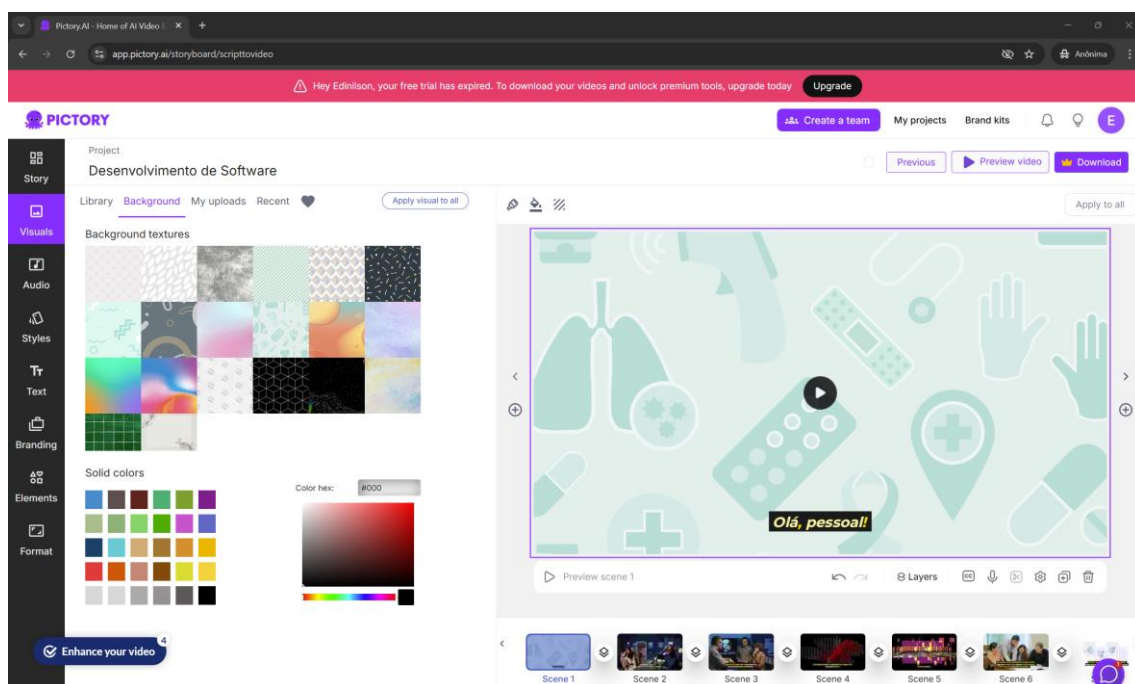 Pictory.AI - Home of AI Video E
app.pictory.ai/storyboard/scripttovideo
Anônima
Hey Edinilson, your free trial has expired. To download your videos and unlock premium tools, upgrade today
Upgrade
PICTORY
Create a team
My projects
Brand kits
E
Story
Project
Desenvolvimento de Software
Previous
Preview video
Download
Visuals
Library
Background
My uploads
Recent
Apply visual to all
Apply to all
Background textures
Audio
Styles
Text
Branding
Elements
Format
Solid colors
Color hex:
#000
Olá, pessoal!
Preview scene 1
Layers
CC
Enhance your video
4
Scene 1
Scene 2
Scene 3
Scene 4
Scene 5
Scene 6